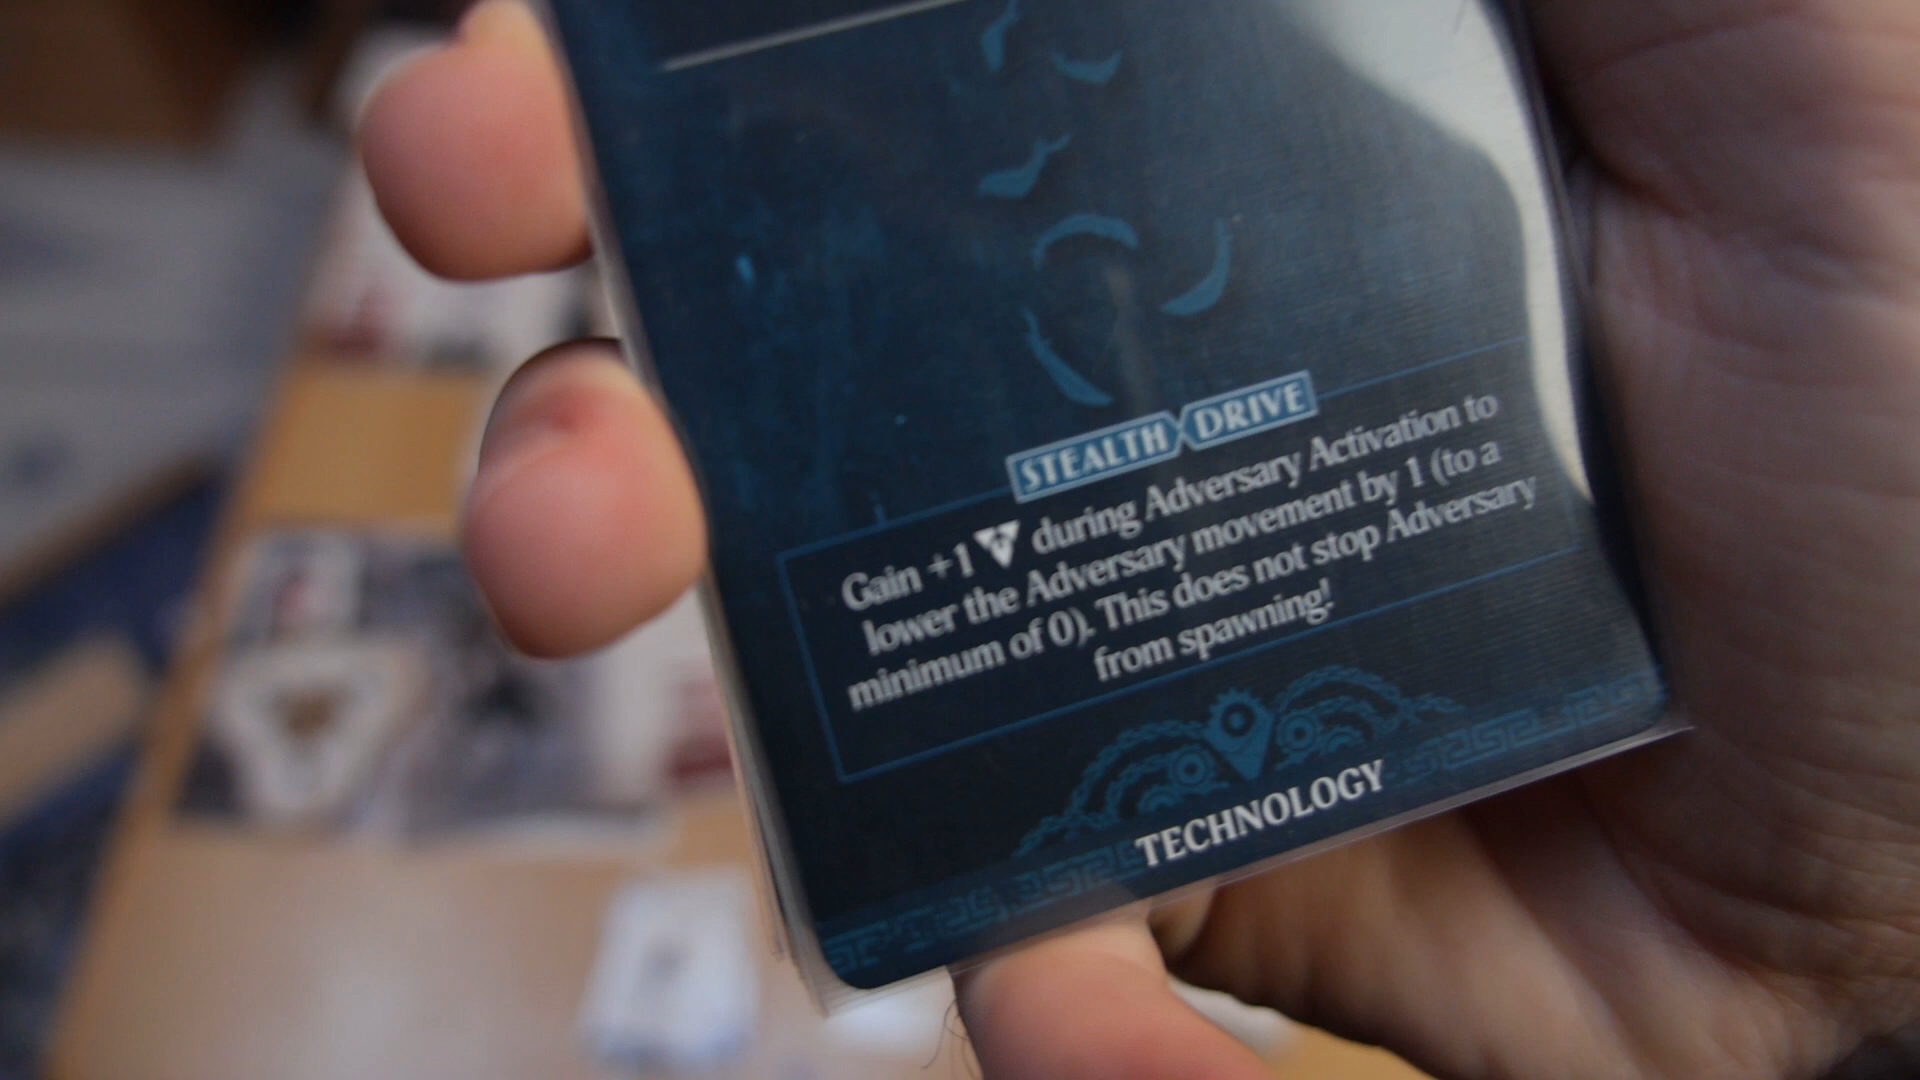 STEALTH DRIVE
Gain +1 during Adversary Activation to
lower the Adversary movement by 1 (to a
minimum of 0). This does not stop Adversary
from spawning!
TECHNOLOGY